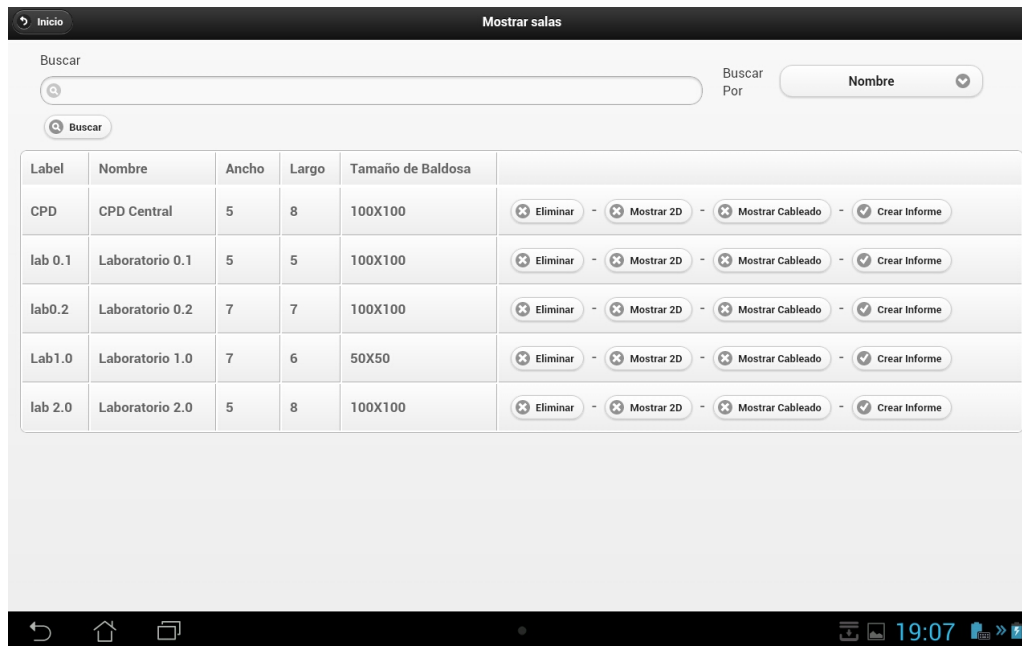 Inicio
Mostrar salas
Buscar
Buscar
Por
Nombre
Buscar
Label Nombre Ancho Largo Tamaño de Baldosa
CPD CPD Central 5 8 100X100 Eliminar - Mostrar 2D - Mostrar Cableado - Crear Informe
lab 0.1 Laboratorio 0.1 5 5 100X100 Eliminar - Mostrar 2D - Mostrar Cableado - Crear Informe
lab0.2 Laboratorio 0.2 7 7 100X100 Eliminar - Mostrar 2D - Mostrar Cableado - Crear Informe
Lab1.0 Laboratorio 1.0 7 6 50X50 Eliminar - Mostrar 2D - Mostrar Cableado - Crear Informe
lab 2.0 Laboratorio 2.0 5 8 100X100 Eliminar - Mostrar 2D - Mostrar Cableado - Crear Informe
19:07